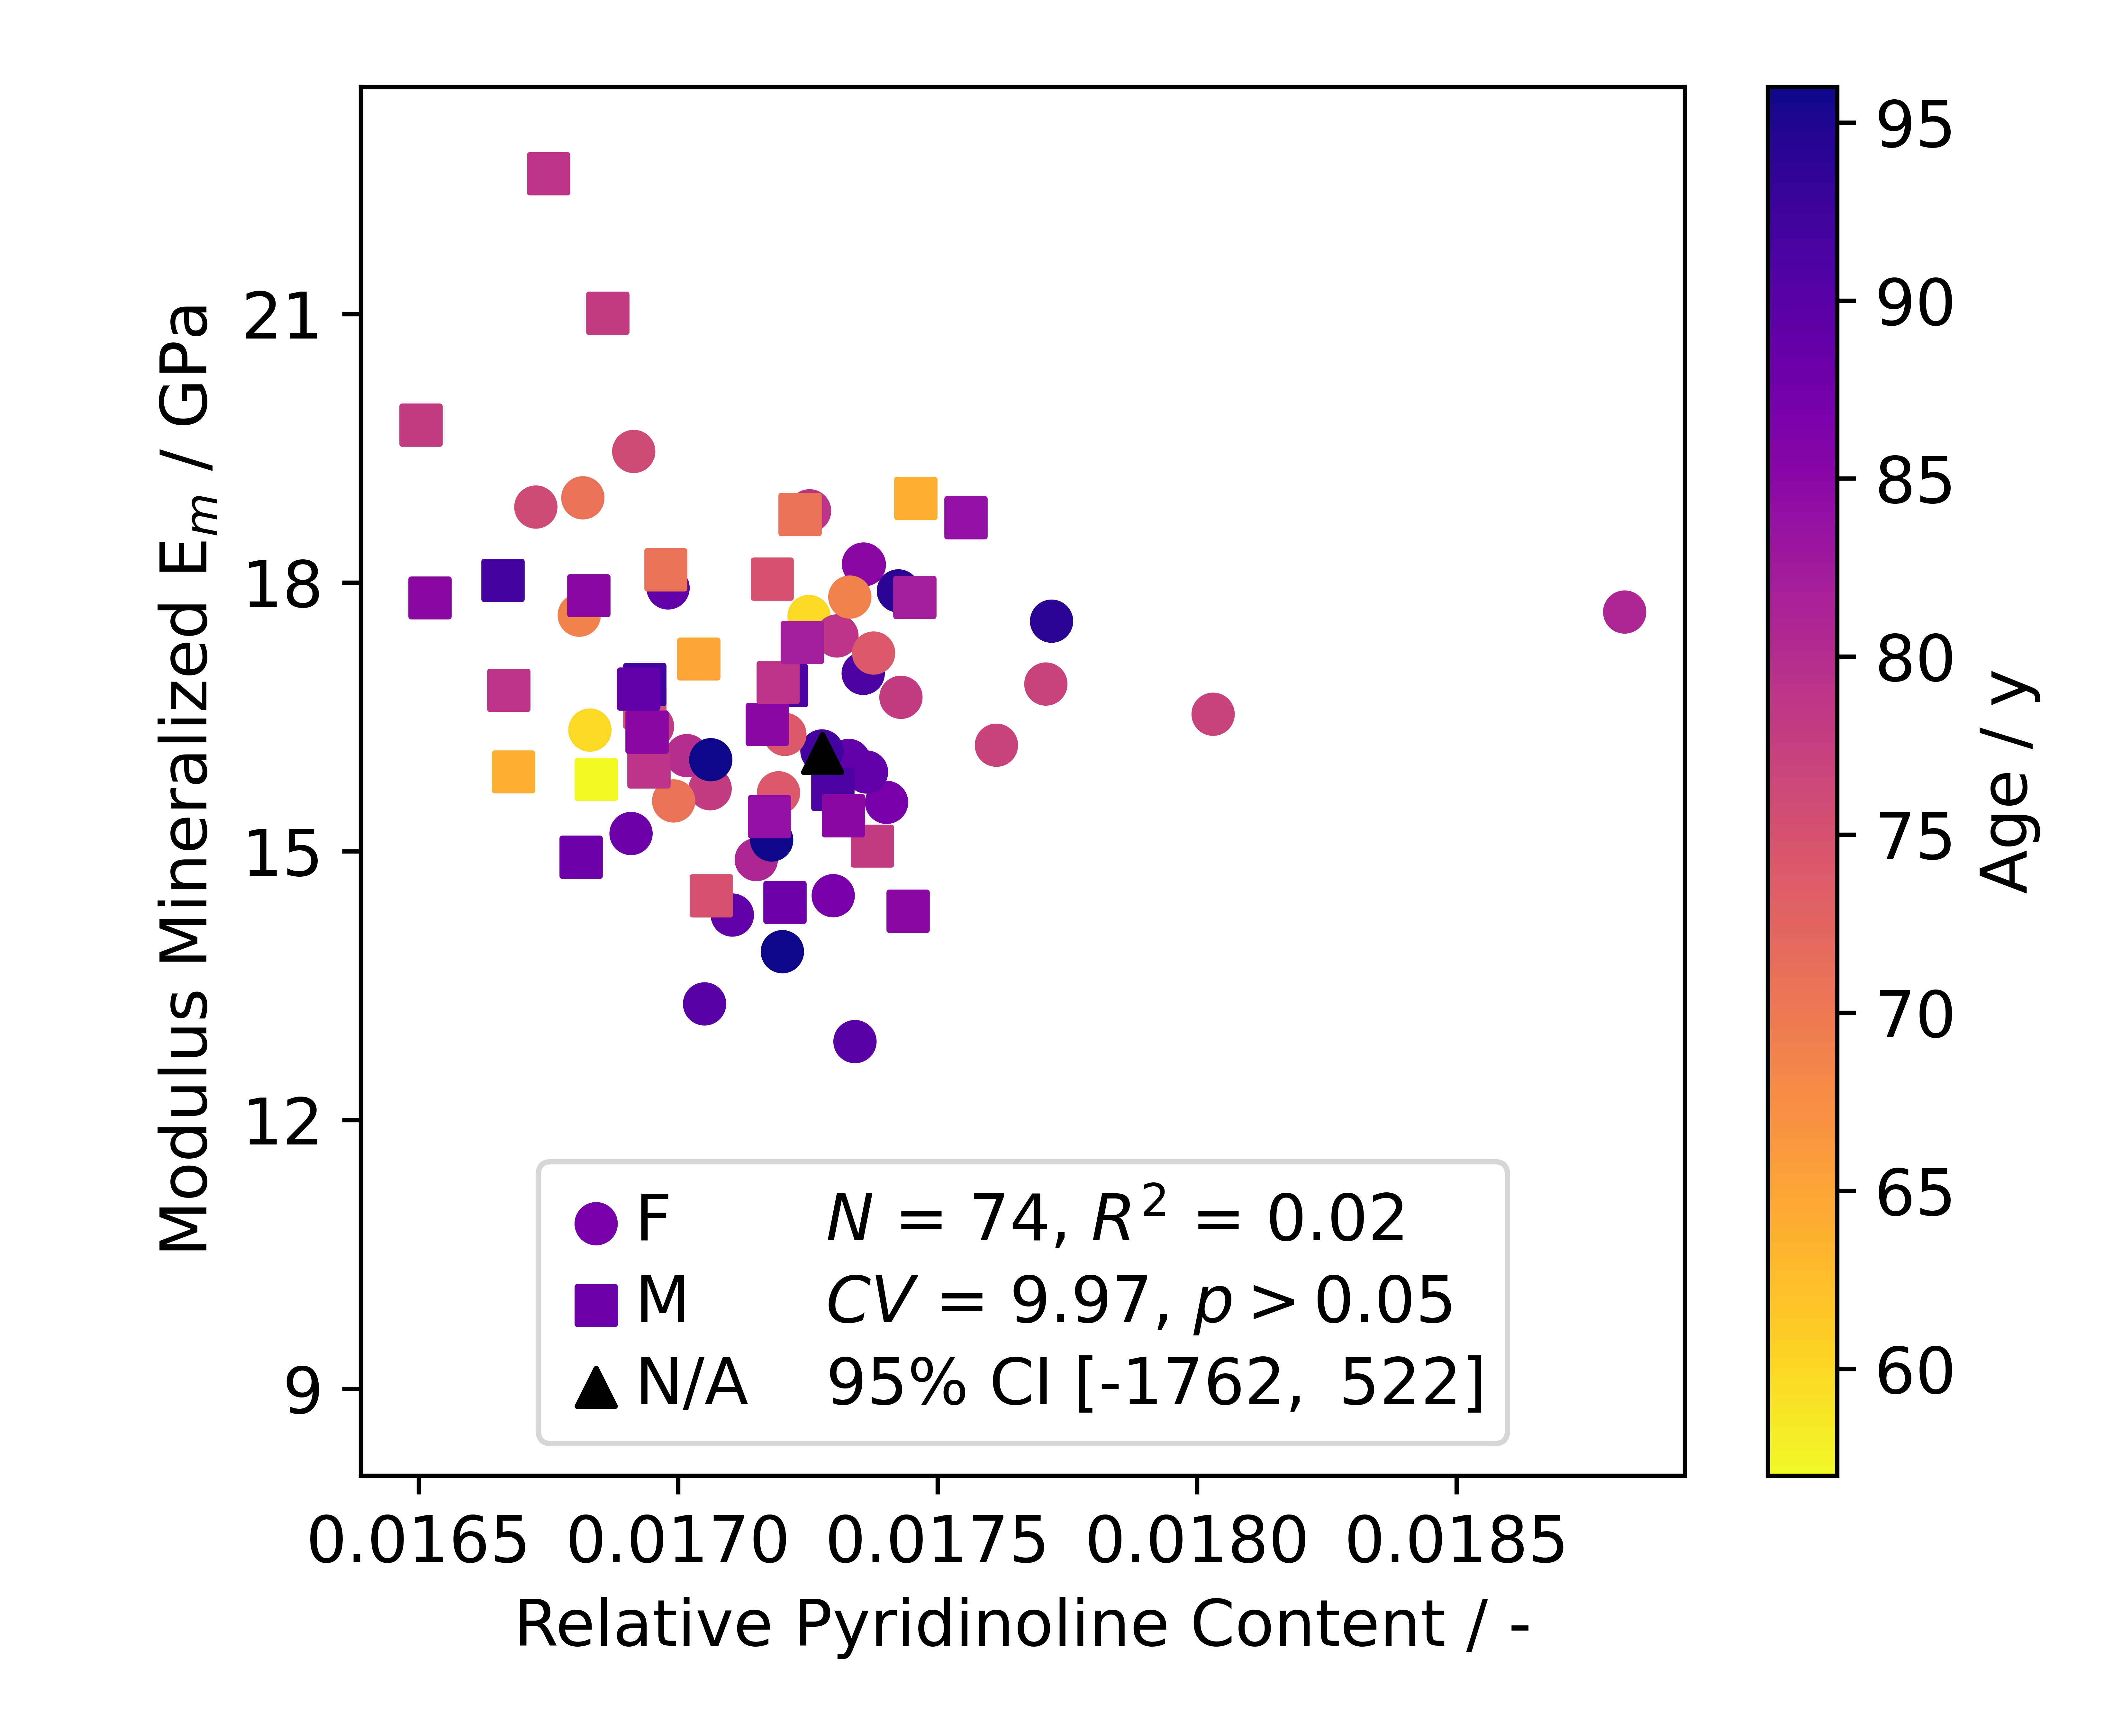 Modulus Mineralized Eₘ / GPa
21
18
15
12
9
F N = 74, R² = 0.02
M CV = 9.97, p > 0.05
N/A 95% CI [-1762, 522]
0.0165 0.0170 0.0175 0.0180 0.0185
Relative Pyridinoline Content / -
95
90
85
80
75
70
65
60
Age / y